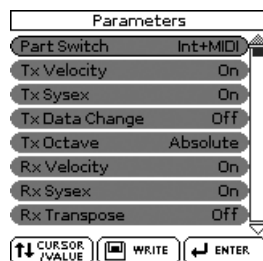 Parameters
Part Switch Int+MIDI
Tx Velocity On
Tx Sysex On
Tx Data Change Off
Tx Octave Absolute
Rx Velocity On
Rx Sysex On
Rx Transpose Off
CURSOR /VALUE WRITE ENTER